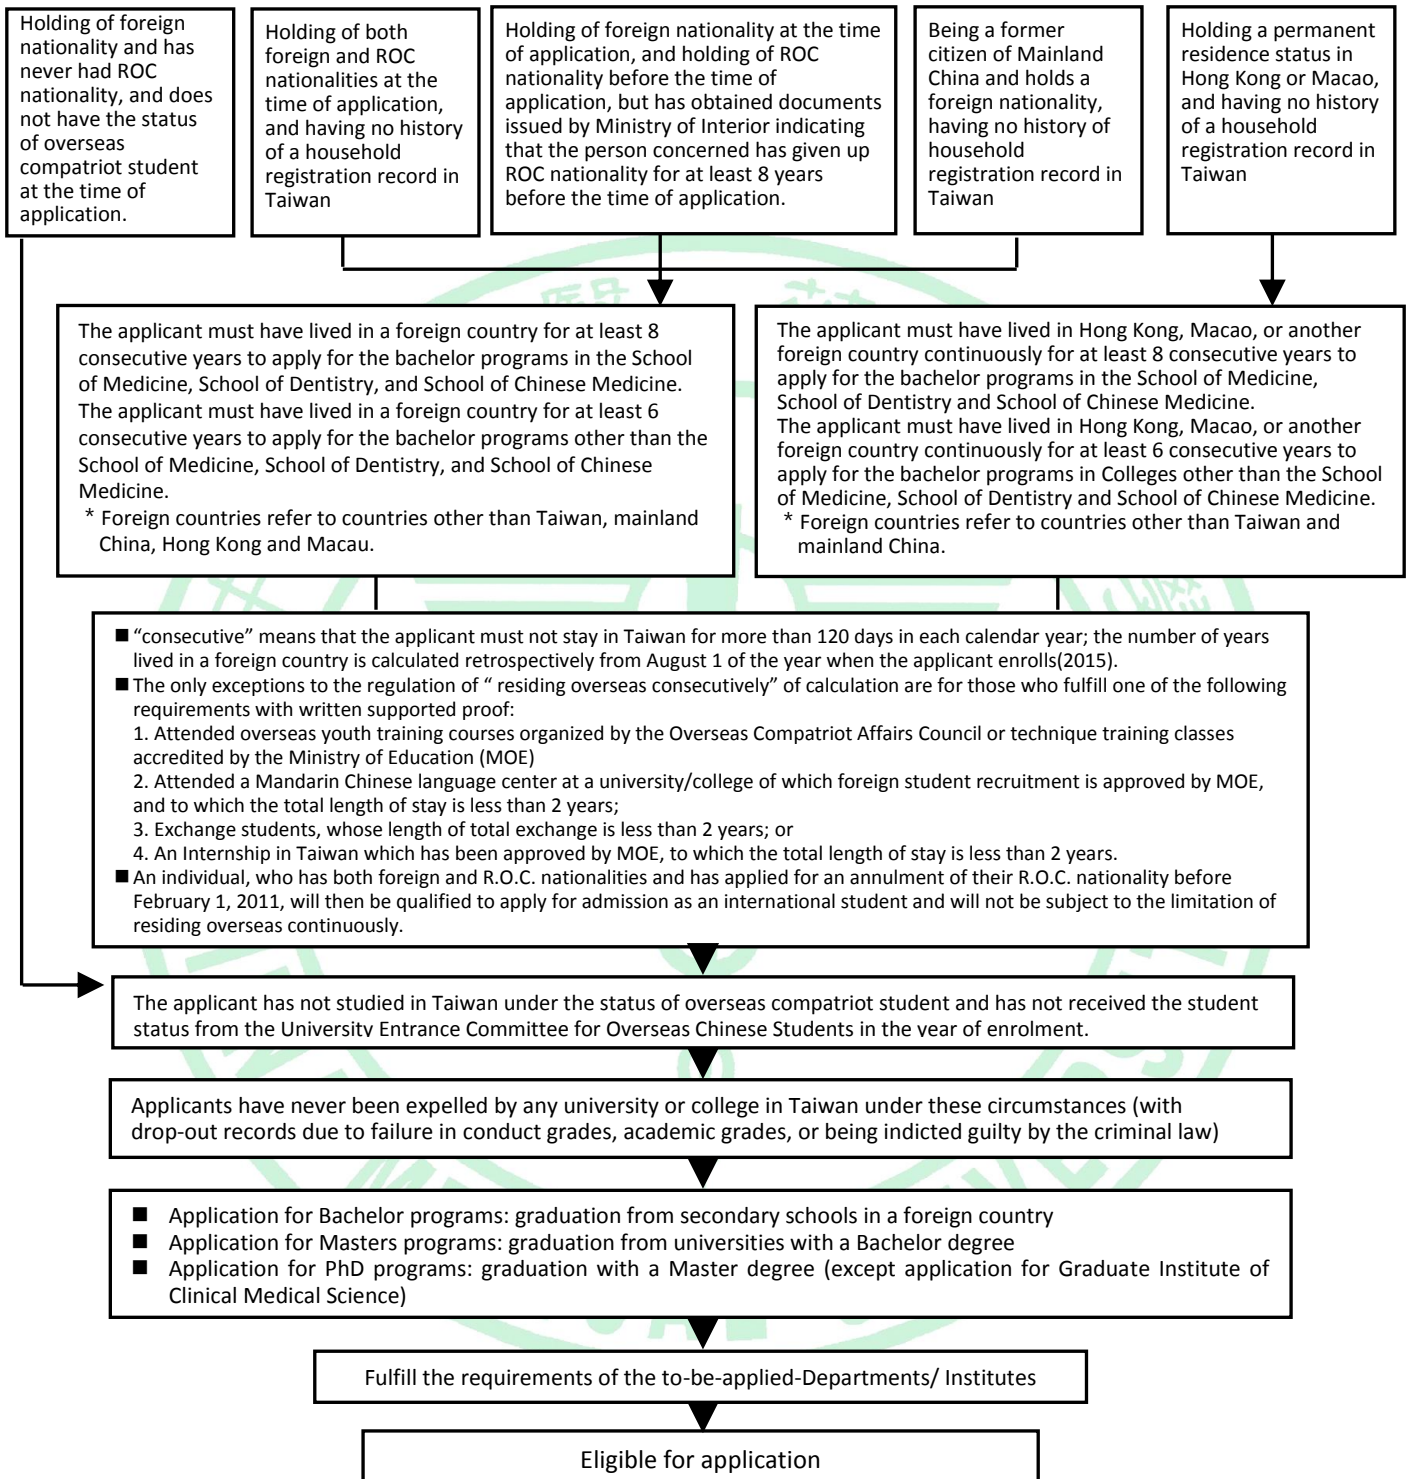 Holding of foreign
nationality and has
never had ROC
nationality, and does
not have the status
of overseas
compatriot student
at the time of
application.
Holding of both
foreign and ROC
nationalities at the
time of application,
and having no history
of a household
registration record in
Taiwan
Holding of foreign nationality at the time
of application, and holding of ROC
nationality before the time of
application, but has obtained documents
issued by Ministry of Interior indicating
that the person concerned has given up
ROC nationality for at least 8 years
before the time of application.
Being a former
citizen of Mainland
China and holds a
foreign nationality,
having no history of
household
registration record in
Taiwan
Holding a permanent
residence status in
Hong Kong or Macao,
and having no history
of a household
registration record in
Taiwan
The applicant must have lived in a foreign country for at least 8
consecutive years to apply for the bachelor programs in the School
of Medicine, School of Dentistry, and School of Chinese Medicine.
The applicant must have lived in a foreign country for at least 6
consecutive years to apply for the bachelor programs other than the
School of Medicine, School of Dentistry, and School of Chinese
Medicine.
* Foreign countries refer to countries other than Taiwan, mainland
China, Hong Kong and Macau.
The applicant must have lived in Hong Kong, Macao, or another
foreign country continuously for at least 8 consecutive years to
apply for the bachelor programs in the School of Medicine,
School of Dentistry and School of Chinese Medicine.
The applicant must have lived in Hong Kong, Macao, or another
foreign country continuously for at least 6 consecutive years to
apply for the bachelor programs in Colleges other than the School
of Medicine, School of Dentistry and School of Chinese Medicine.
* Foreign countries refer to countries other than Taiwan and
mainland China.
■ “consecutive” means that the applicant must not stay in Taiwan for more than 120 days in each calendar year; the number of years
lived in a foreign country is calculated retrospectively from August 1 of the year when the applicant enrolls(2015).
■ The only exceptions to the regulation of “ residing overseas consecutively” of calculation are for those who fulfill one of the following
requirements with written supported proof:
1. Attended overseas youth training courses organized by the Overseas Compatriot Affairs Council or technique training classes
accredited by the Ministry of Education (MOE)
2. Attended a Mandarin Chinese language center at a university/college of which foreign student recruitment is approved by MOE,
and to which the total length of stay is less than 2 years;
3. Exchange students, whose length of total exchange is less than 2 years; or
4. An Internship in Taiwan which has been approved by MOE, to which the total length of stay is less than 2 years.
■ An individual, who has both foreign and R.O.C. nationalities and has applied for an annulment of their R.O.C. nationality before
February 1, 2011, will then be qualified to apply for admission as an international student and will not be subject to the limitation of
residing overseas continuously.
The applicant has not studied in Taiwan under the status of overseas compatriot student and has not received the student
status from the University Entrance Committee for Overseas Chinese Students in the year of enrolment.
Applicants have never been expelled by any university or college in Taiwan under these circumstances (with
drop-out records due to failure in conduct grades, academic grades, or being indicted guilty by the criminal law)
■ Application for Bachelor programs: graduation from secondary schools in a foreign country
■ Application for Masters programs: graduation from universities with a Bachelor degree
■ Application for PhD programs: graduation with a Master degree (except application for Graduate Institute of
Clinical Medical Science)
Fulfill the requirements of the to-be-applied-Departments/ Institutes
Eligible for application